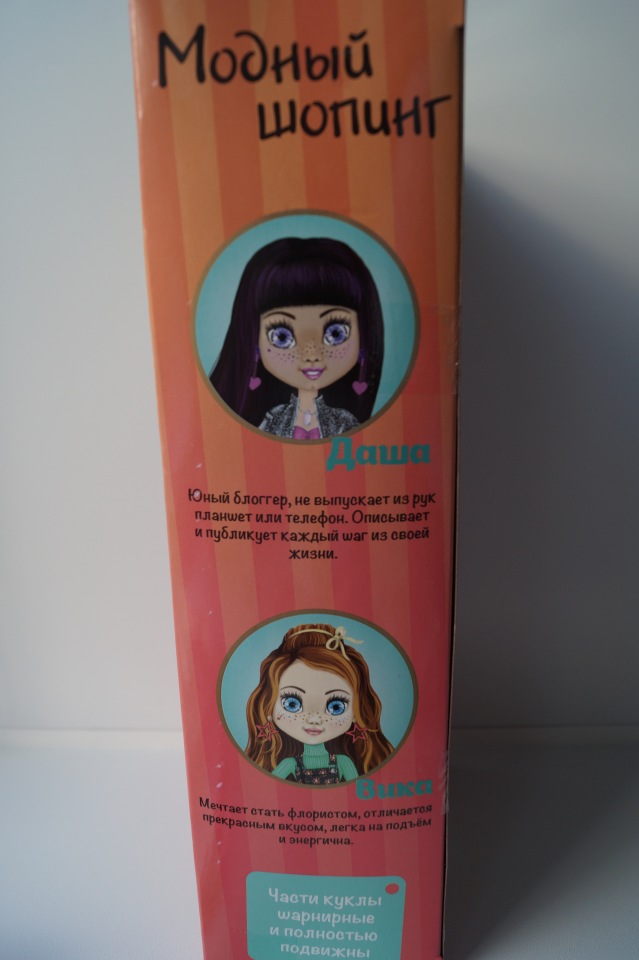 Модный
шопинг
Даша
Юный блоггер, не выпускает из рук
планшет или телефон. Описывает
и публикует каждый шаг из своей
жизни.
Вика
Мечтает стать флористом, отличается
прекрасным вкусом, легка на подъём
и энергична.
Части куклы
шарнирные
и полностью
подвижны